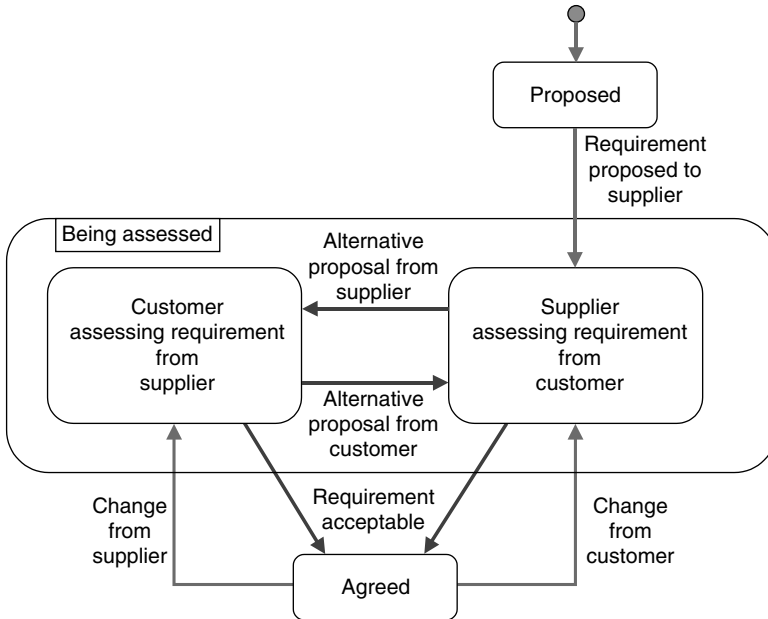 Proposed
Requirement
proposed to
supplier
Being assessed
Alternative
proposal from
supplier
Customer
assessing requirement
from
supplier
Supplier
assessing requirement
from
customer
Alternative
proposal from
customer
Change
from
supplier
Requirement
acceptable
Change
from
customer
Agreed